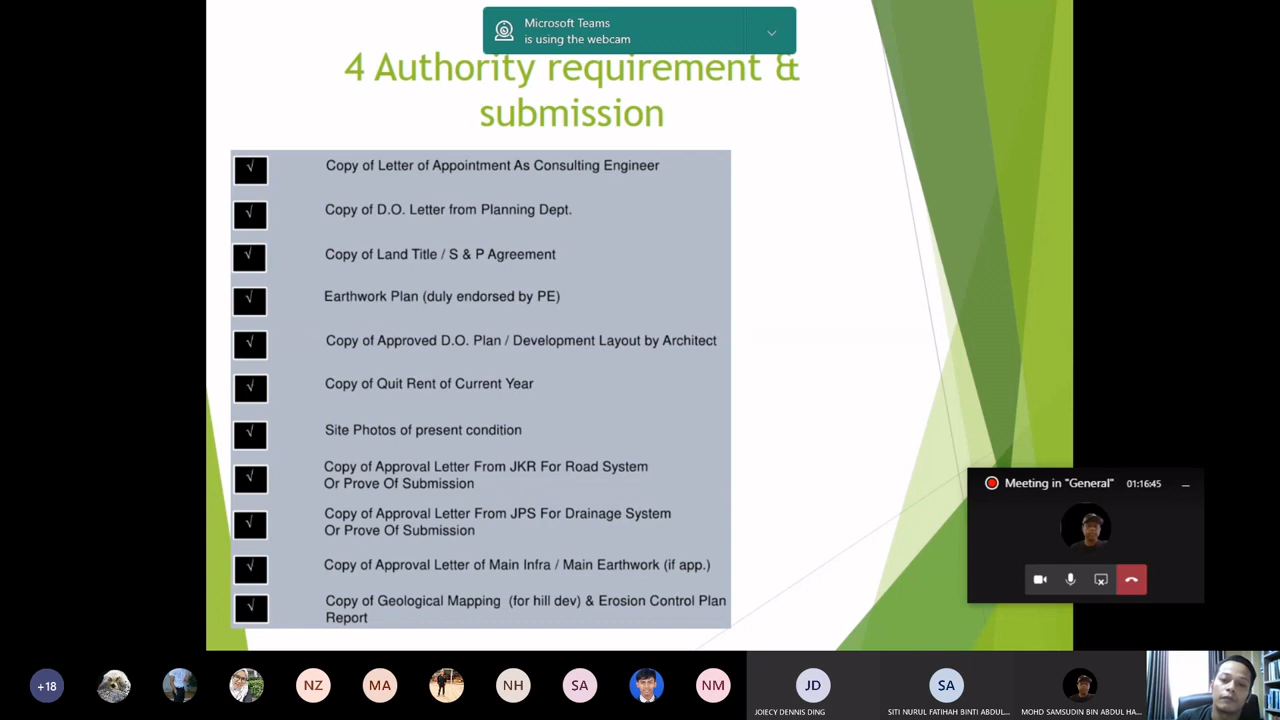 Microsoft Teams
is using the webcam
4 Authority requirement &
submission
√ Copy of Letter of Appointment As Consulting Engineer
√ Copy of D.O. Letter from Planning Dept.
√ Copy of Land Title / S & P Agreement
√ Earthwork Plan (duly endorsed by PE)
√ Copy of Approved D.O. Plan / Development Layout by Architect
√ Copy of Quit Rent of Current Year
√ Site Photos of present condition
√ Copy of Approval Letter From JKR For Road System
Or Prove Of Submission
√ Copy of Approval Letter From JPS For Drainage System
Or Prove Of Submission
√ Copy of Approval Letter of Main Infra / Main Earthwork (if app.)
√ Copy of Geological Mapping (for hill dev) & Erosion Control Plan
Report
Meeting in "General" 01:16:45
+18 NZ MA NH SA NM JD SA
JOIECY DENNIS DING SITI NURUL FATIHAH BINTI ABDUL... MOHD SAMSUDIN BIN ABDUL HA...